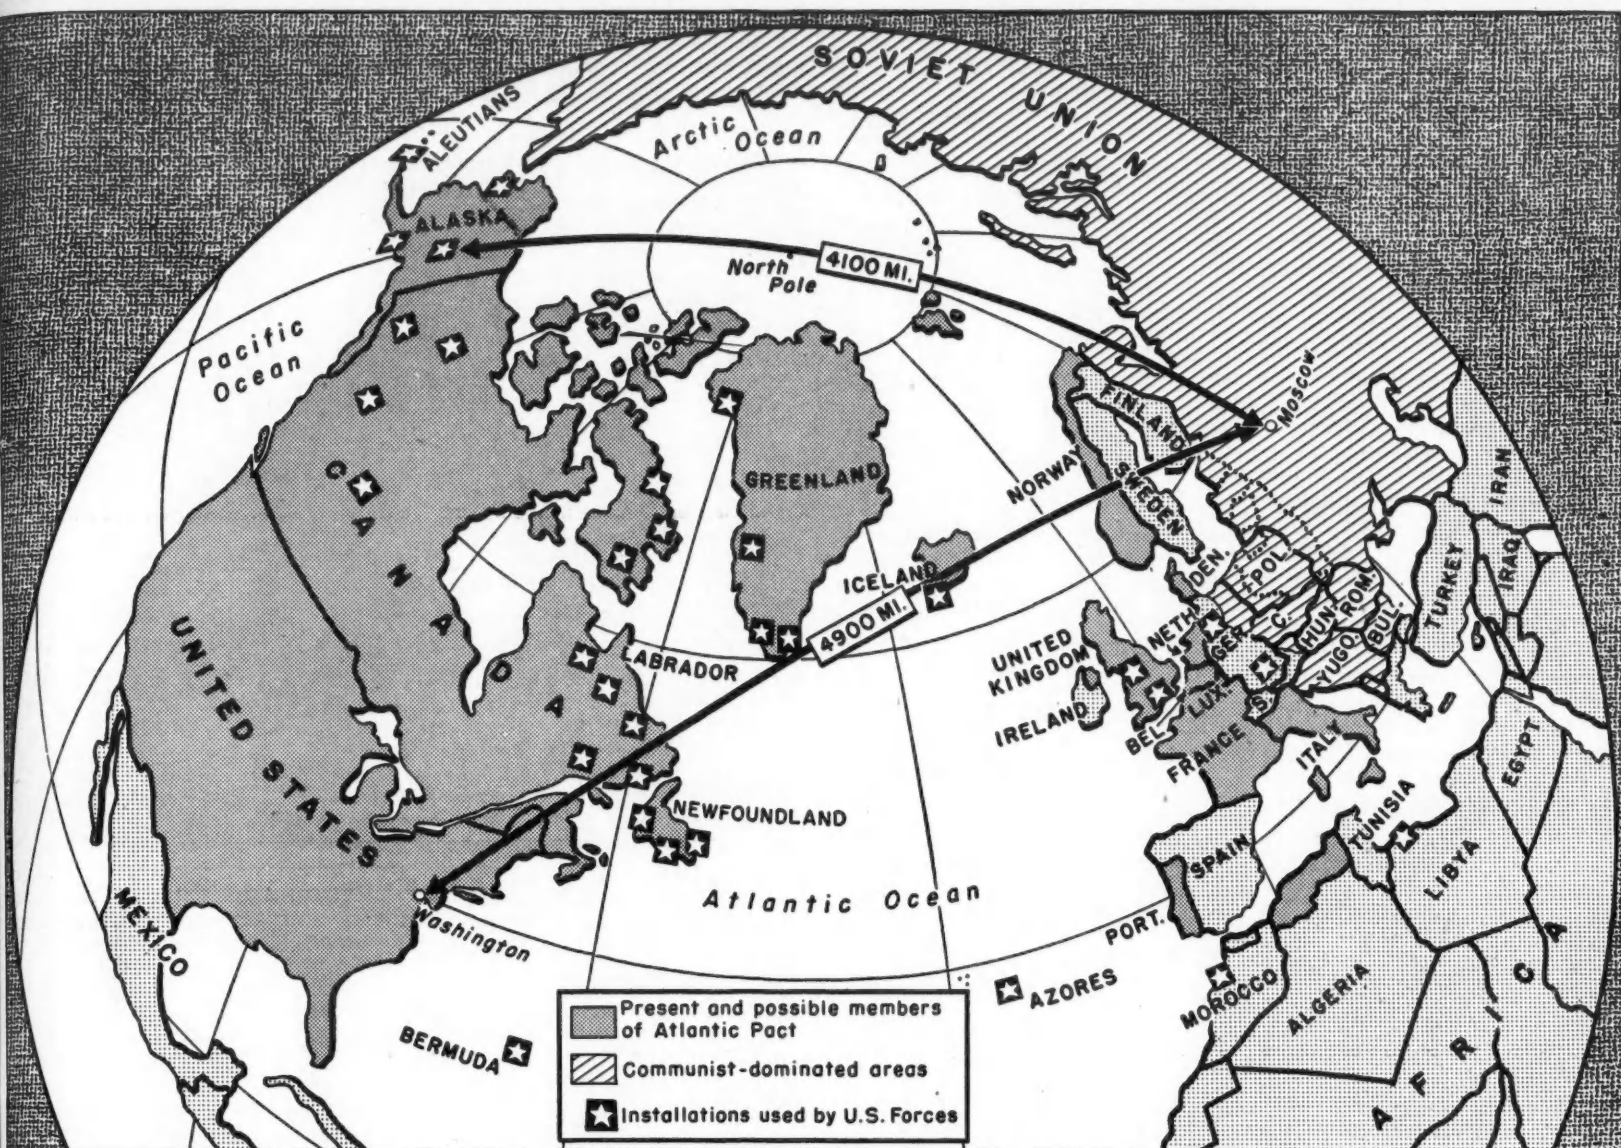 SOVIET UNION
ALEUTIANS
Arctic
Ocean
ALASKA
4100 MI.
North
Pole
Pacific
Ocean
Moscow
FINLAND
CANADA
GREENLAND
NORWAY
SWEDEN
IRAN
ICELAND
DEN.
POL.
TURKEY
IRAQ
4900 MI.
NETH.
GER.
C.
HUN.
ROM.
BUL.
YUGO.
UNITED
KINGDOM
LABRADOR
UNITED STATES
IRELAND
BEL.
LUX.
S.
FRANCE
ITALY
EGYPT
NEWFOUNDLAND
TUNISIA
SPAIN
LIBYA
Atlantic Ocean
MEXICO
Washington
PORT.
AZORES
MOROCCO
ALGERIA
AFRICA
BERMUDA
Present and possible members
of Atlantic Pact
Communist-dominated areas
Installations used by U.S. Forces